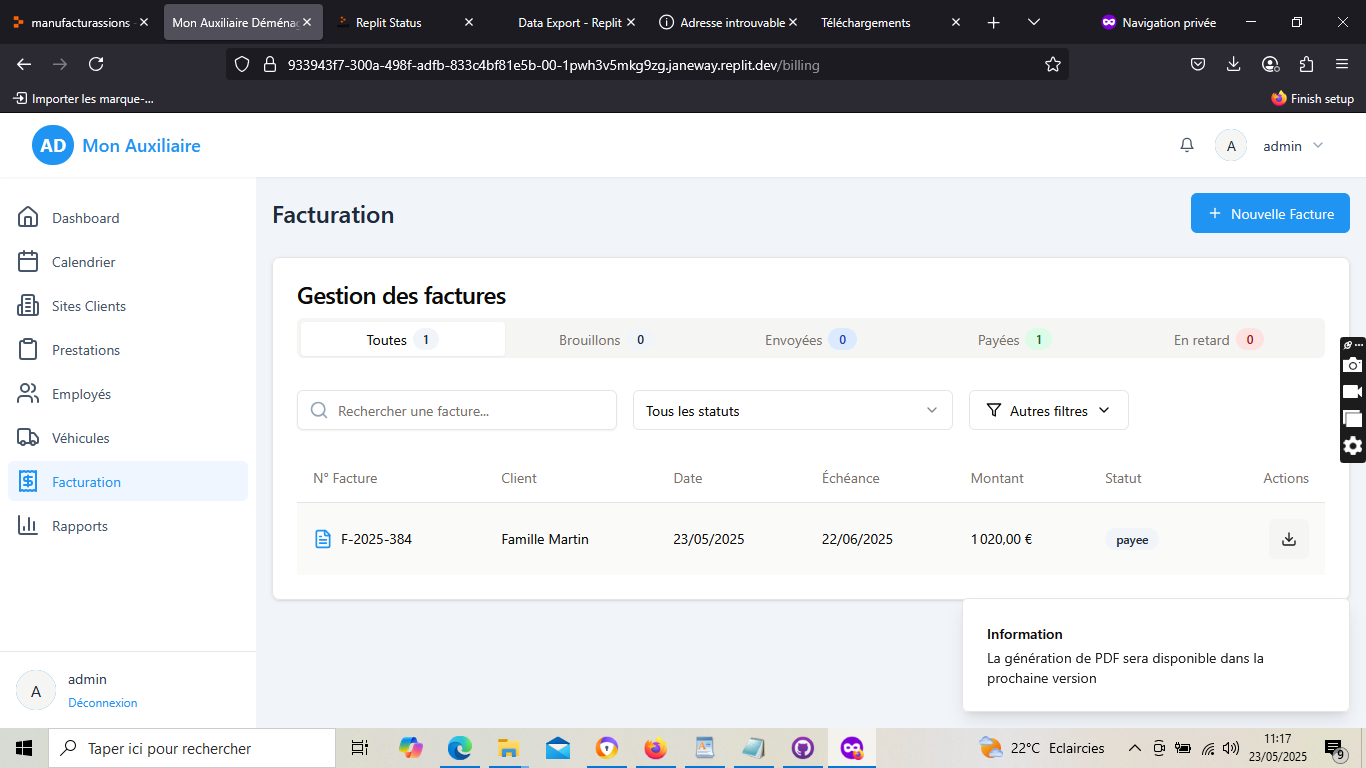 manufacturassions
Mon Auxiliaire Déména
Replit Status
Data Export - Replit
Adresse introuvable
Téléchargements
Navigation privée
933943f7-300a-498f-adfb-833c4bf81e5b-00-1pwh3v5mkg9zg.janeway.replit.dev/billing
Importer les marque-...
Finish setup
AD Mon Auxiliaire
A admin
Dashboard
Calendrier
Sites Clients
Prestations
Employés
Véhicules
Facturation
Rapports
A admin
Déconnexion
Facturation
+ Nouvelle Facture
Gestion des factures
Toutes 1 Brouillons 0 Envoyées 0 Payées 1 En retard 0
Rechercher une facture...
Tous les statuts
Autres filtres
N° Facture Client Date Échéance Montant Statut Actions
F-2025-384 Famille Martin 23/05/2025 22/06/2025 1 020,00 € payee
Information
La génération de PDF sera disponible dans la
prochaine version
Taper ici pour rechercher
22°C Eclaircies
11:17
23/05/2025
9